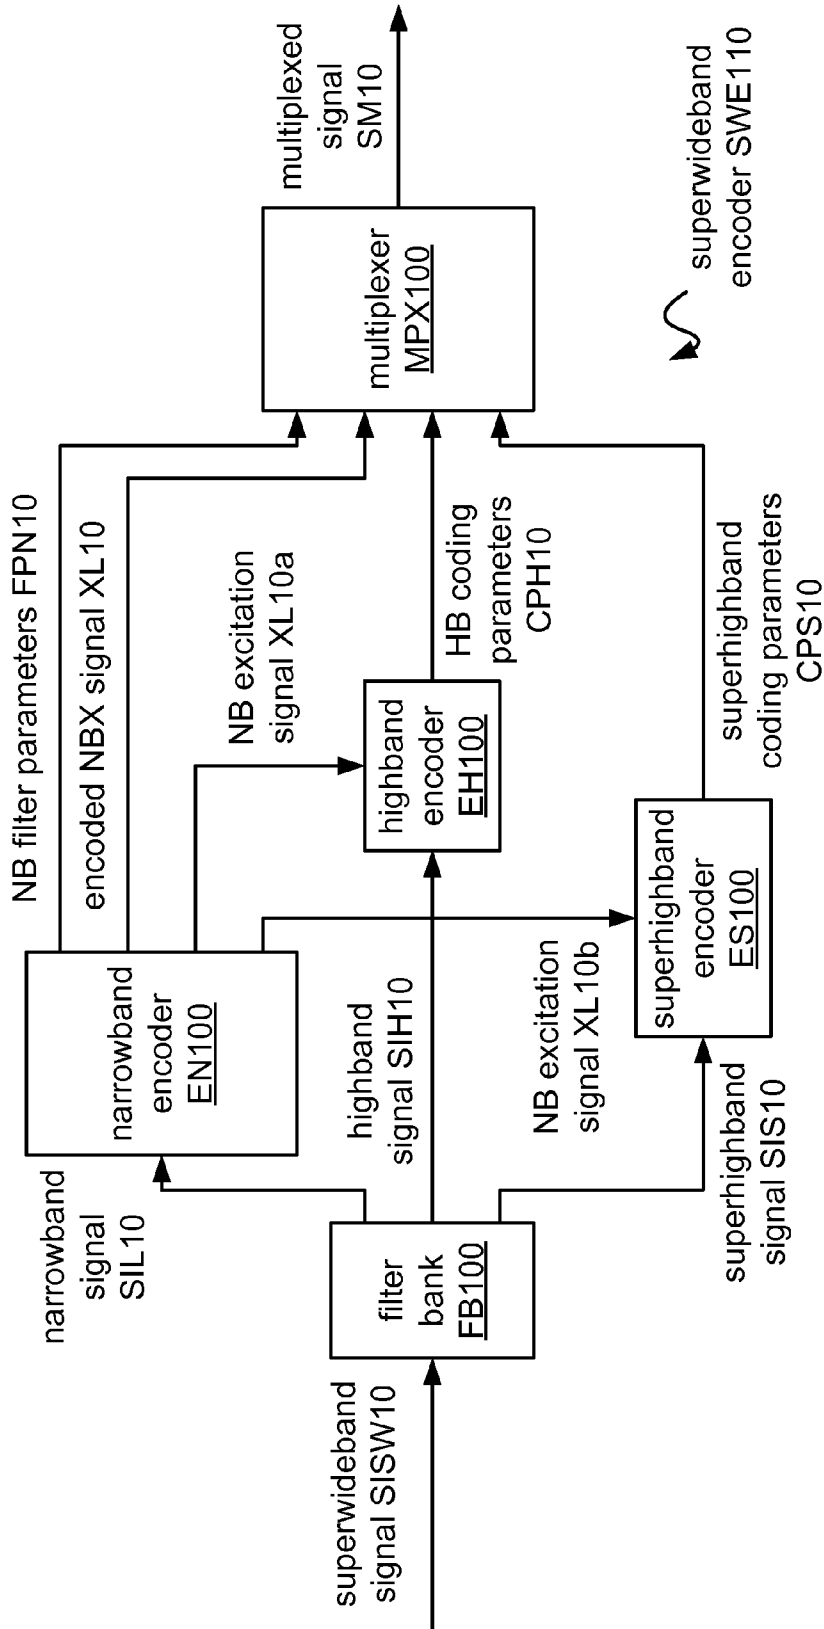 NB filter parameters FPN10
encoded NBX signal XL10
narrowband
signal
SIL10
narrowband
encoder
EN100
NB excitation
signal XL10a
multiplexed
signal
SM10
superwideband
signal SISW10
filter
bank
FB100
highband
signal SIH10
highband
encoder
EH100
HB coding
parameters
CPH10
multiplexer
MPX100
NB excitation
signal XL10b
superhighband
signal SIS10
superhighband
encoder
ES100
superhighband
coding parameters
CPS10
superwideband
encoder SWE110